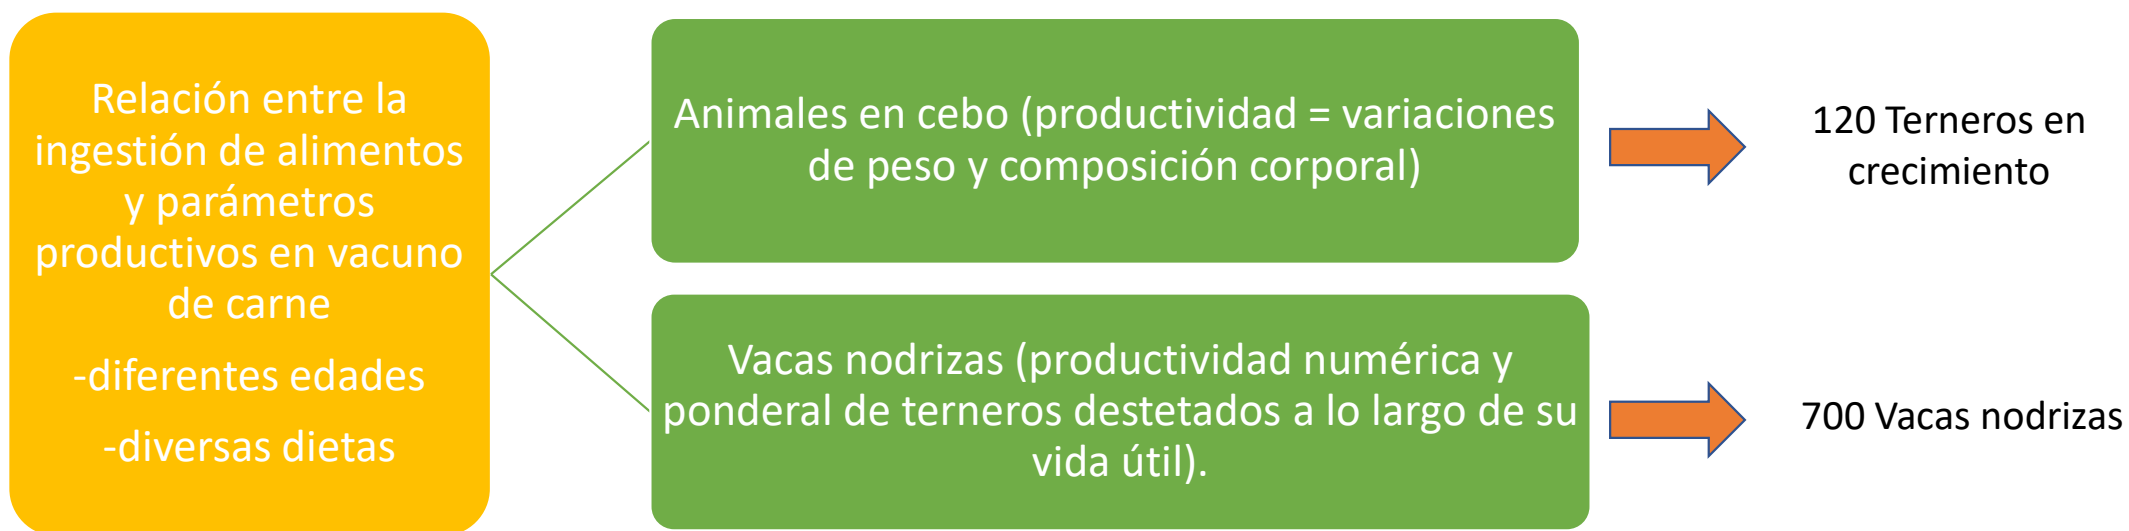 Relación entre la
ingestión de alimentos
y parámetros
productivos en vacuno
de carne
-diferentes edades
-diversas dietas
Animales en cebo (productividad = variaciones
de peso y composición corporal)
120 Terneros en
crecimiento
Vacas nodrizas (productividad numérica y
ponderal de terneros destetados a lo largo de su
vida útil).
700 Vacas nodrizas